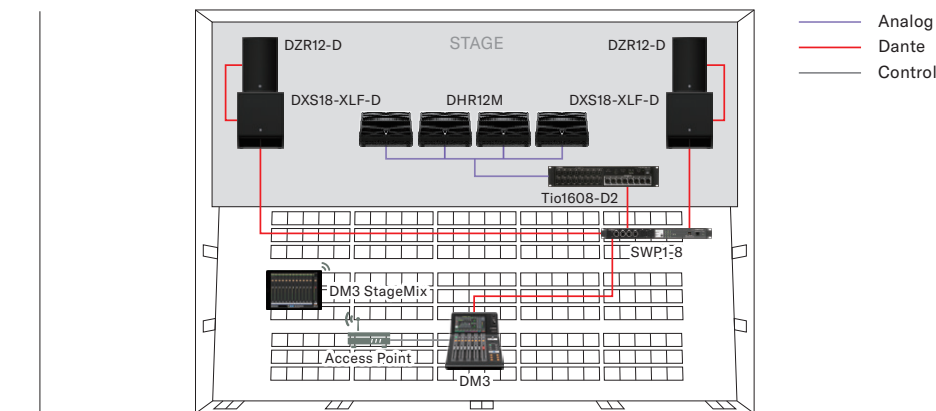 Analog
Dante
Control
DZR12-D
STAGE
DZR12-D
DXS18-XLF-D
DHR12M
DXS18-XLF-D
Tio1608-D2
SWP1-8
DM3 StageMix
Access Point
DM3